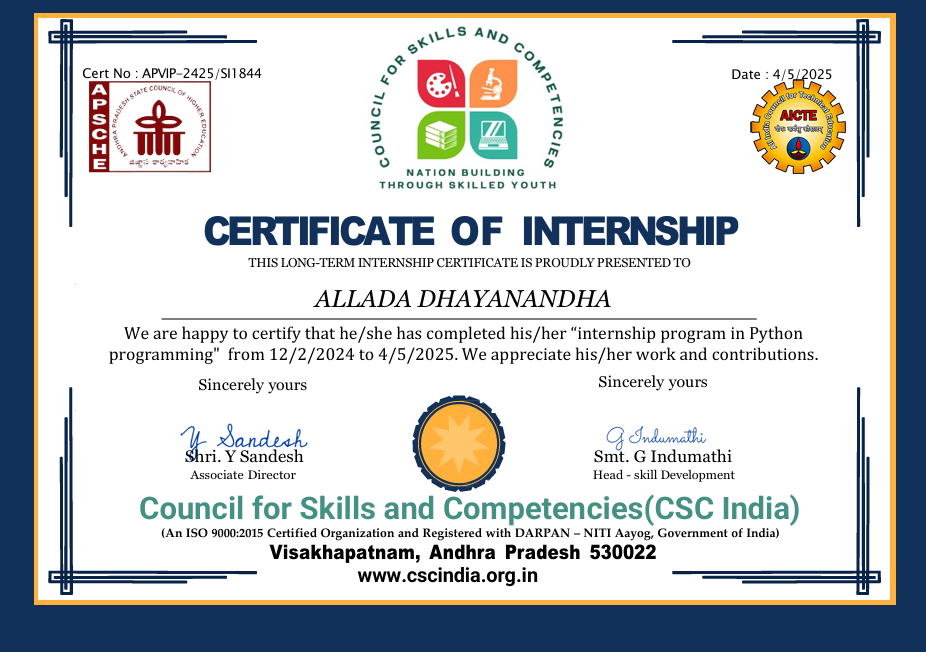 Cert No : APVIP-2425/SI1844
Date : 4/5/2025
APSCHE
ANDHRA PRADESH STATE COUNCIL OF HIGHER EDUCATION
COUNCIL FOR SKILLS AND COMPETENCIES
NATION BUILDING
THROUGH SKILLED YOUTH
All India Council for Technical Education
AICTE
CERTIFICATE OF INTERNSHIP
THIS LONG-TERM INTERNSHIP CERTIFICATE IS PROUDLY PRESENTED TO
ALLADA DHAYANANDHA
We are happy to certify that he/she has completed his/her “internship program in Python
programming" from 12/2/2024 to 4/5/2025. We appreciate his/her work and contributions.
Sincerely yours
Sincerely yours
Y Sandesh
G Indumathi
Shri. Y Sandesh
Smt. G Indumathi
Associate Director
Head - skill Development
Council for Skills and Competencies(CSC India)
(An ISO 9000:2015 Certified Organization and Registered with DARPAN – NITI Aayog, Government of India)
Visakhapatnam, Andhra Pradesh 530022
www.cscindia.org.in